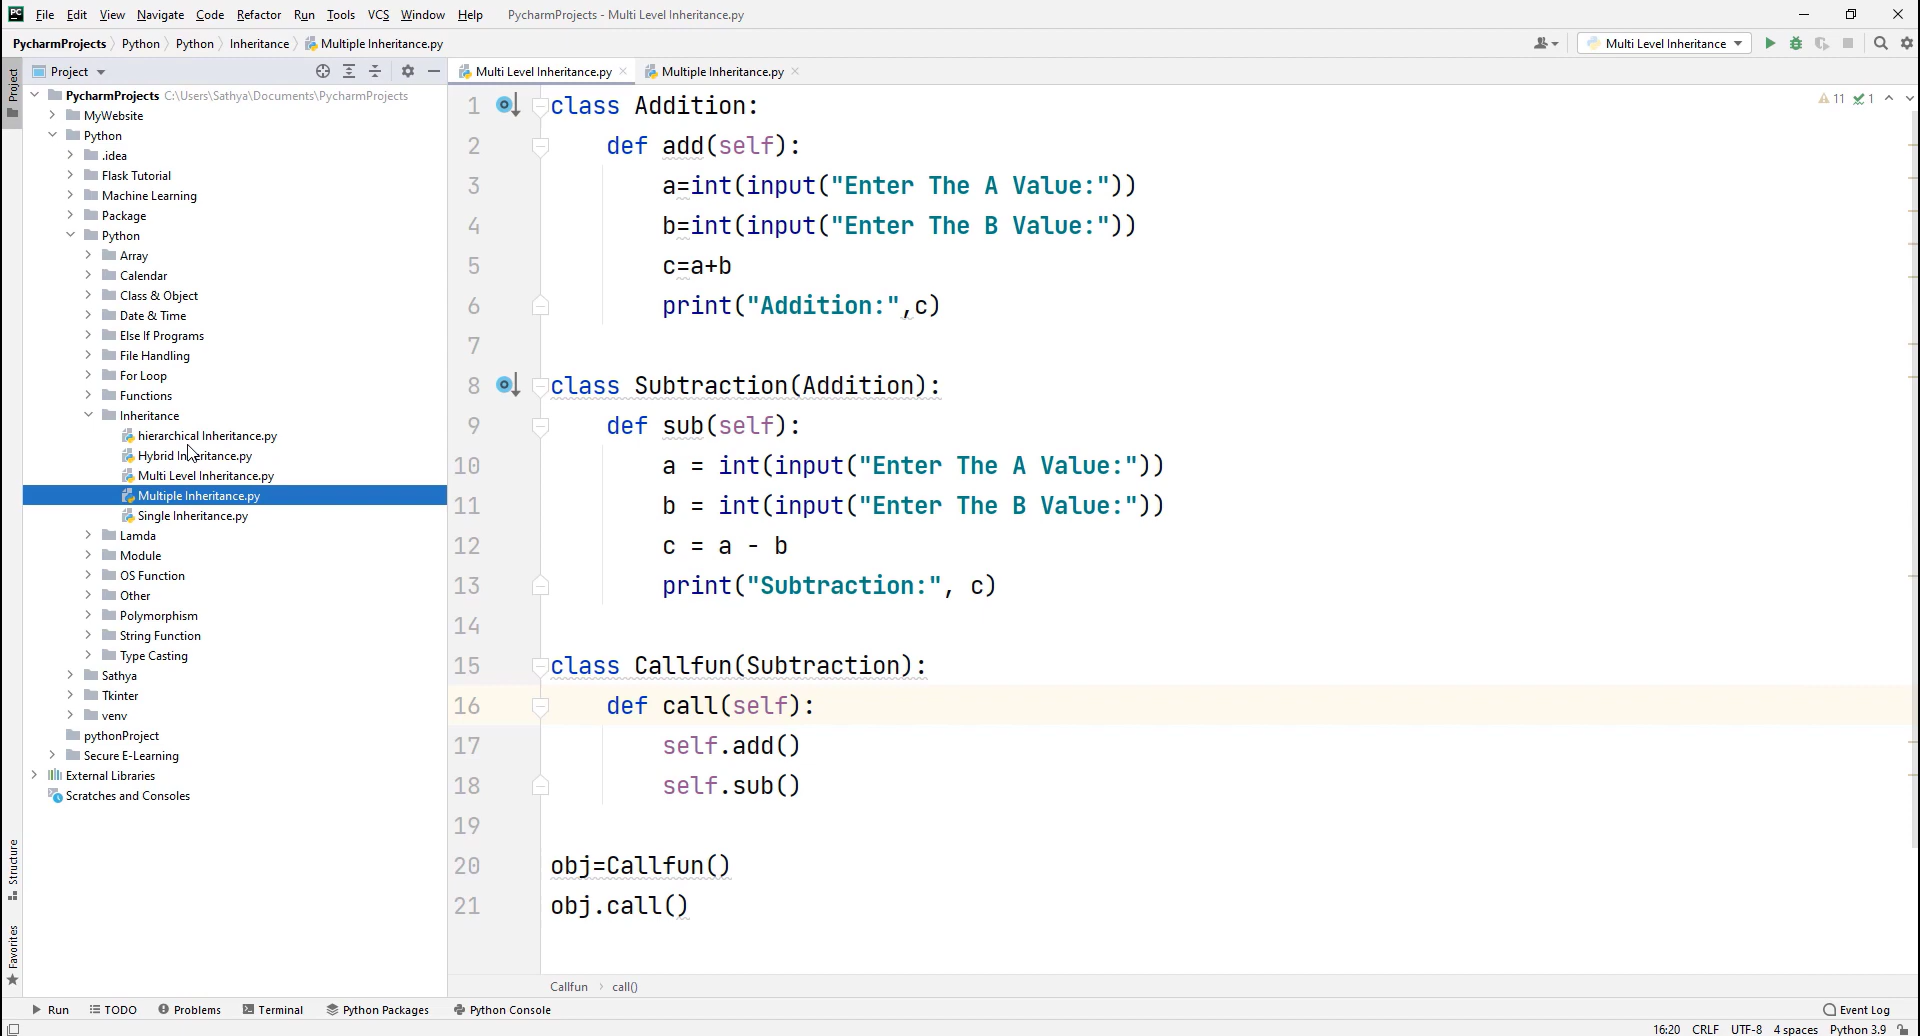 PC File Edit View Navigate Code Refactor Run Tools VCS Window Help PycharmProjects - Multi Level Inheritance.py
PycharmProjects Python Python Inheritance Multiple Inheritance.py Multi Level Inheritance
Project
Project
Multi Level Inheritance.py Multiple Inheritance.py
PycharmProjects C:\Users\Sathya\Documents\PycharmProjects
MyWebsite
Python
.idea
Flask Tutorial
Machine Learning
Package
Python
Array
Calendar
Class & Object
Date & Time
Else If Programs
File Handling
For Loop
Functions
Inheritance
hierarchical Inheritance.py
Hybrid Inheritance.py
Multi Level Inheritance.py
Multiple Inheritance.py
Single Inheritance.py
Lamda
Module
OS Function
Other
Polymorphism
String Function
Type Casting
Sathya
Tkinter
venv
pythonProject
Secure E-Learning
External Libraries
Scratches and Consoles
Structure
Favorites
11 1
1 class Addition:
2 def add(self):
3 a=int(input("Enter The A Value:"))
4 b=int(input("Enter The B Value:"))
5 c=a+b
6 print("Addition:",c)
7
8 class Subtraction(Addition):
9 def sub(self):
10 a = int(input("Enter The A Value:"))
11 b = int(input("Enter The B Value:"))
12 c = a - b
13 print("Subtraction:", c)
14
15 class Callfun(Subtraction):
16 def call(self):
17 self.add()
18 self.sub()
19
20 obj=Callfun()
21 obj.call()
Callfun call()
Run TODO Problems Terminal Python Packages Python Console Event Log
16:20 CRLF UTF-8 4 spaces Python 3.9